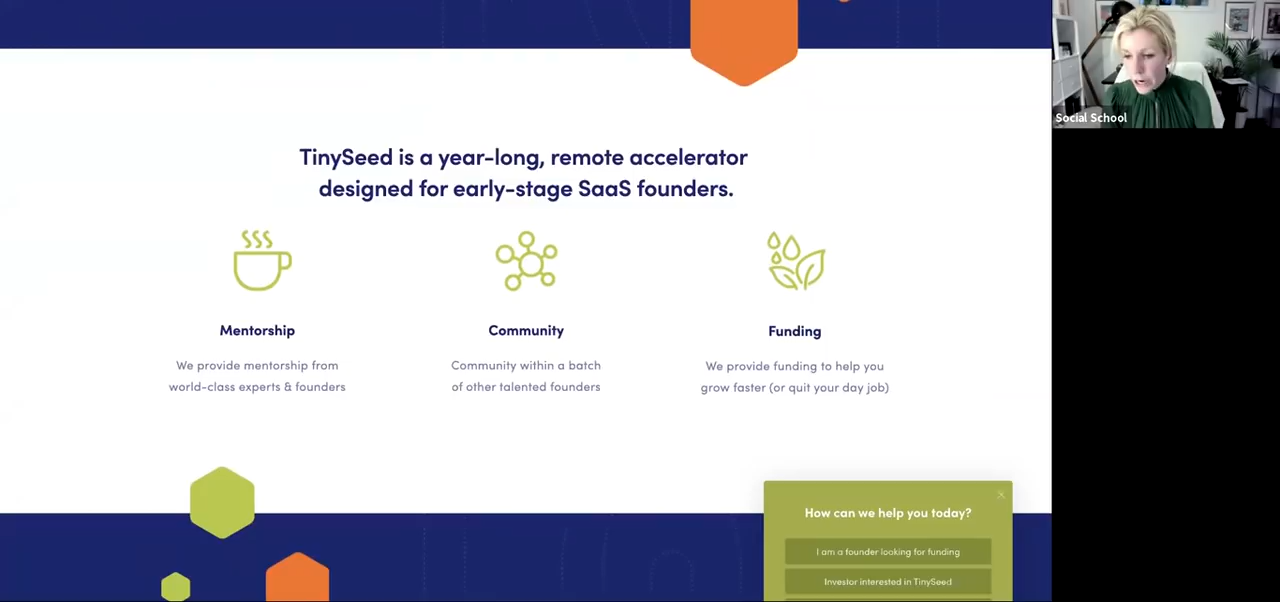 TinySeed is a year-long, remote accelerator
designed for early-stage SaaS founders.
Mentorship
We provide mentorship from
world-class experts & founders
Community
Community within a batch
of other talented founders
Funding
We provide funding to help you
grow faster (or quit your day job)
How can we help you today?
I am a founder looking for funding
Investor interested in TinySeed
Social School